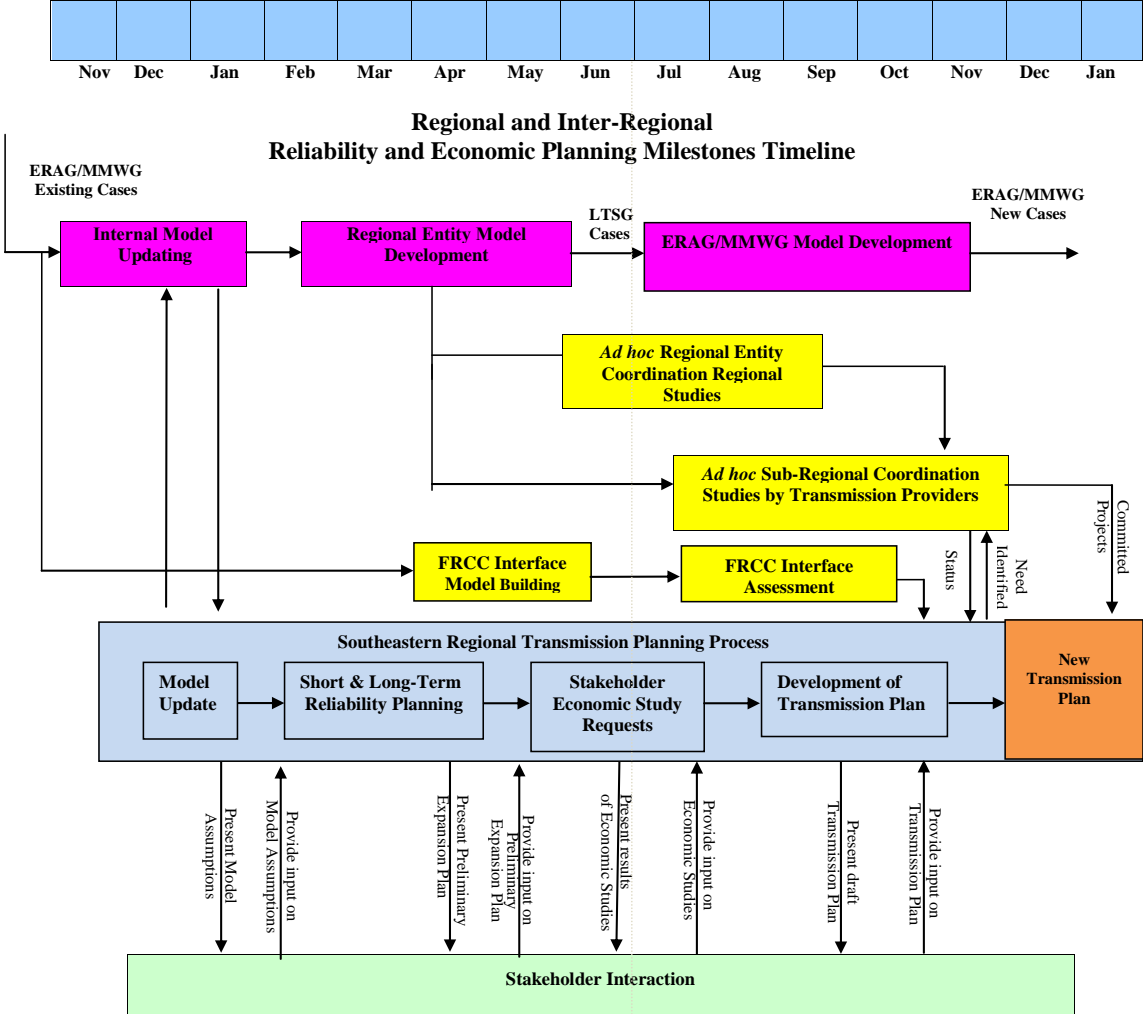 Nov Dec Jan Feb Mar Apr May Jun Jul Aug Sep Oct Nov Dec Jan
Regional and Inter-Regional
Reliability and Economic Planning Milestones Timeline
ERAG/MMWG
Existing Cases
LTSG
Cases
ERAG/MMWG
New Cases
Internal Model
Updating
Regional Entity Model
Development
ERAG/MMWG Model Development
Ad hoc Regional Entity
Coordination Regional
Studies
Ad hoc Sub-Regional Coordination
Studies by Transmission Providers
Committed
Projects
FRCC Interface
Model Building
FRCC Interface
Assessment
Status
Need
Identified
Southeastern Regional Transmission Planning Process
Model
Update
Short & Long-Term
Reliability Planning
Stakeholder
Economic Study
Requests
Development of
Transmission Plan
New
Transmission
Plan
Present Model
Assumptions
Provide input on
Model Assumptions
Present Preliminary
Expansion Plan
Provide input on
Preliminary
Expansion Plan
Present results
of Economic Studies
Provide input on
Economic Studies
Present draft
Transmission Plan
Provide input on
Transmission Plan
Stakeholder Interaction